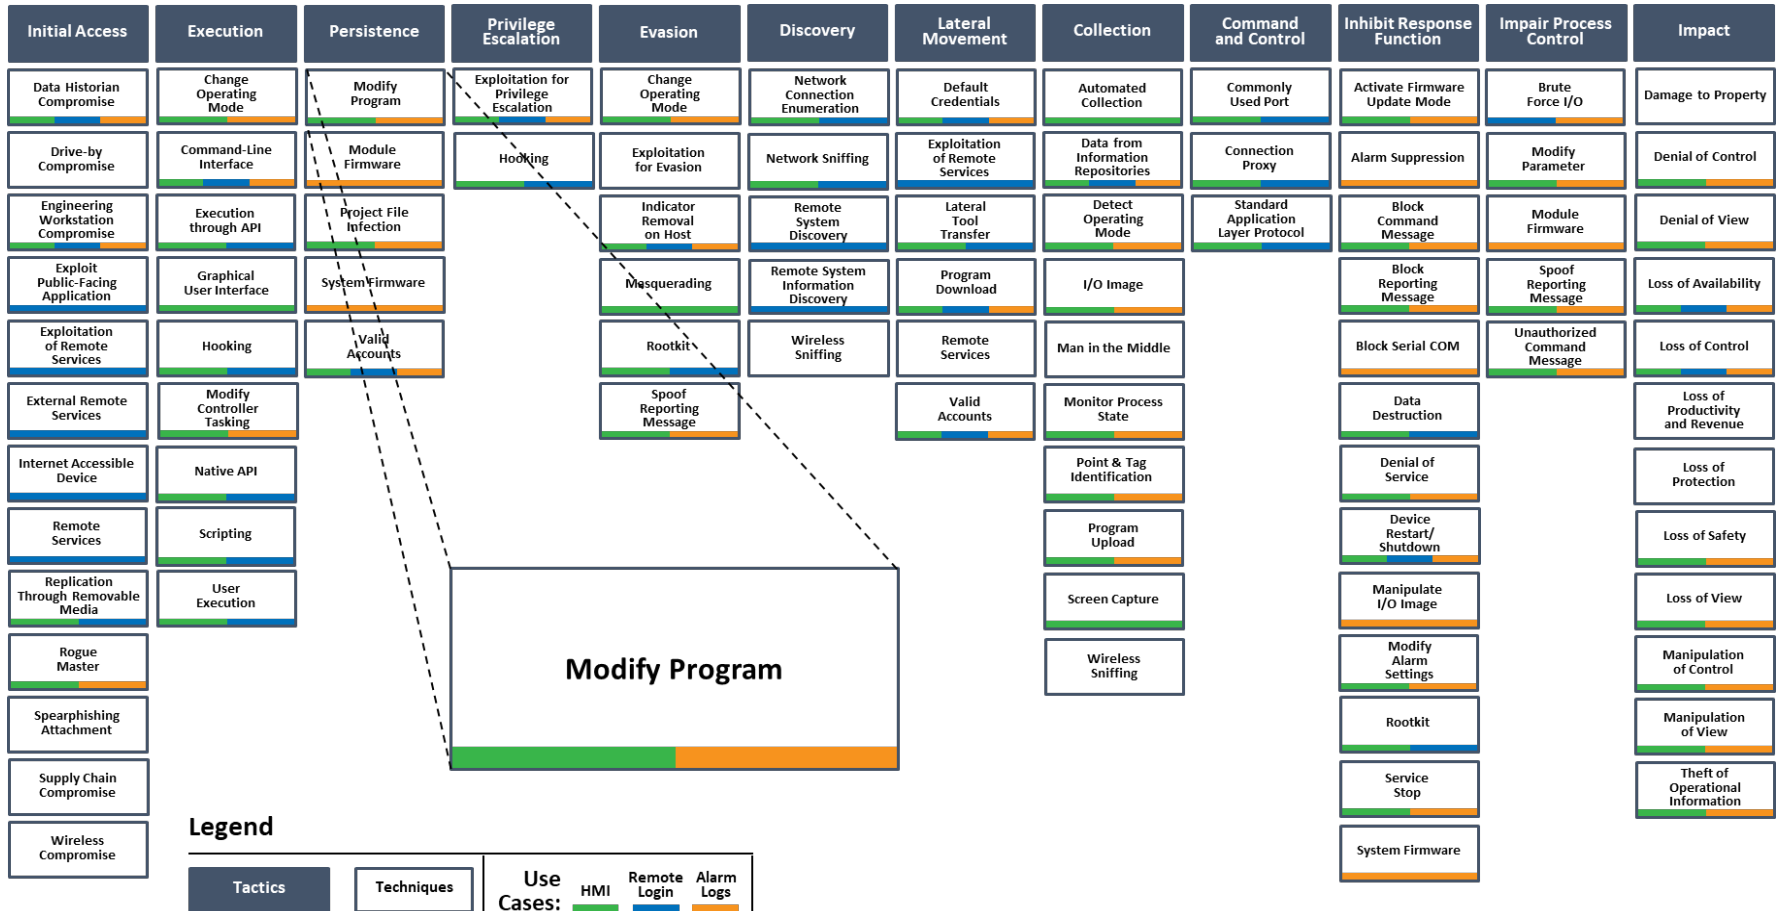 Initial Access
Execution
Persistence
Privilege
Escalation
Evasion
Discovery
Lateral
Movement
Collection
Command
and Control
Inhibit Response
Function
Impair Process
Control
Impact
Data Historian
Compromise
Drive-by
Compromise
Engineering
Workstation
Compromise
Exploit
Public-Facing
Application
Exploitation
of Remote
Services
External Remote
Services
Internet Accessible
Device
Remote
Services
Replication
Through Removable
Media
Rogue
Master
Spearphishing
Attachment
Supply Chain
Compromise
Wireless
Compromise
Change
Operating
Mode
Command-Line
Interface
Execution
through API
Graphical
User Interface
Hooking
Modify
Controller
Tasking
Native API
Scripting
User
Execution
Modify
Program
Module
Firmware
Project File
Infection
System Firmware
Valid
Accounts
Exploitation for
Privilege
Escalation
Hooking
Change
Operating
Mode
Exploitation
for Evasion
Indicator
Removal
on Host
Masquerading
Rootkit
Spoof
Reporting
Message
Network
Connection
Enumeration
Network Sniffing
Remote
System
Discovery
Remote System
Information
Discovery
Wireless
Sniffing
Default
Credentials
Exploitation
of Remote
Services
Lateral
Tool
Transfer
Program
Download
Remote
Services
Valid
Accounts
Automated
Collection
Data from
Information
Repositories
Detect
Operating
Mode
I/O Image
Man in the Middle
Monitor Process
State
Point & Tag
Identification
Program
Upload
Screen Capture
Wireless
Sniffing
Commonly
Used Port
Connection
Proxy
Standard
Application
Layer Protocol
Activate Firmware
Update Mode
Alarm Suppression
Block
Command
Message
Block
Reporting
Message
Block Serial COM
Data
Destruction
Denial of
Service
Device
Restart/
Shutdown
Manipulate
I/O Image
Modify
Alarm
Settings
Rootkit
Service
Stop
System Firmware
Brute
Force I/O
Modify
Parameter
Module
Firmware
Spoof
Reporting
Message
Unauthorized
Command
Message
Damage to Property
Denial of Control
Denial of View
Loss of Availability
Loss of Control
Loss of
Productivity
and Revenue
Loss of
Protection
Loss of Safety
Loss of View
Manipulation
of Control
Manipulation
of View
Theft of
Operational
Information
Modify Program
Legend
Tactics
Techniques
Use
Cases:
HMI
Remote
Login
Alarm
Logs